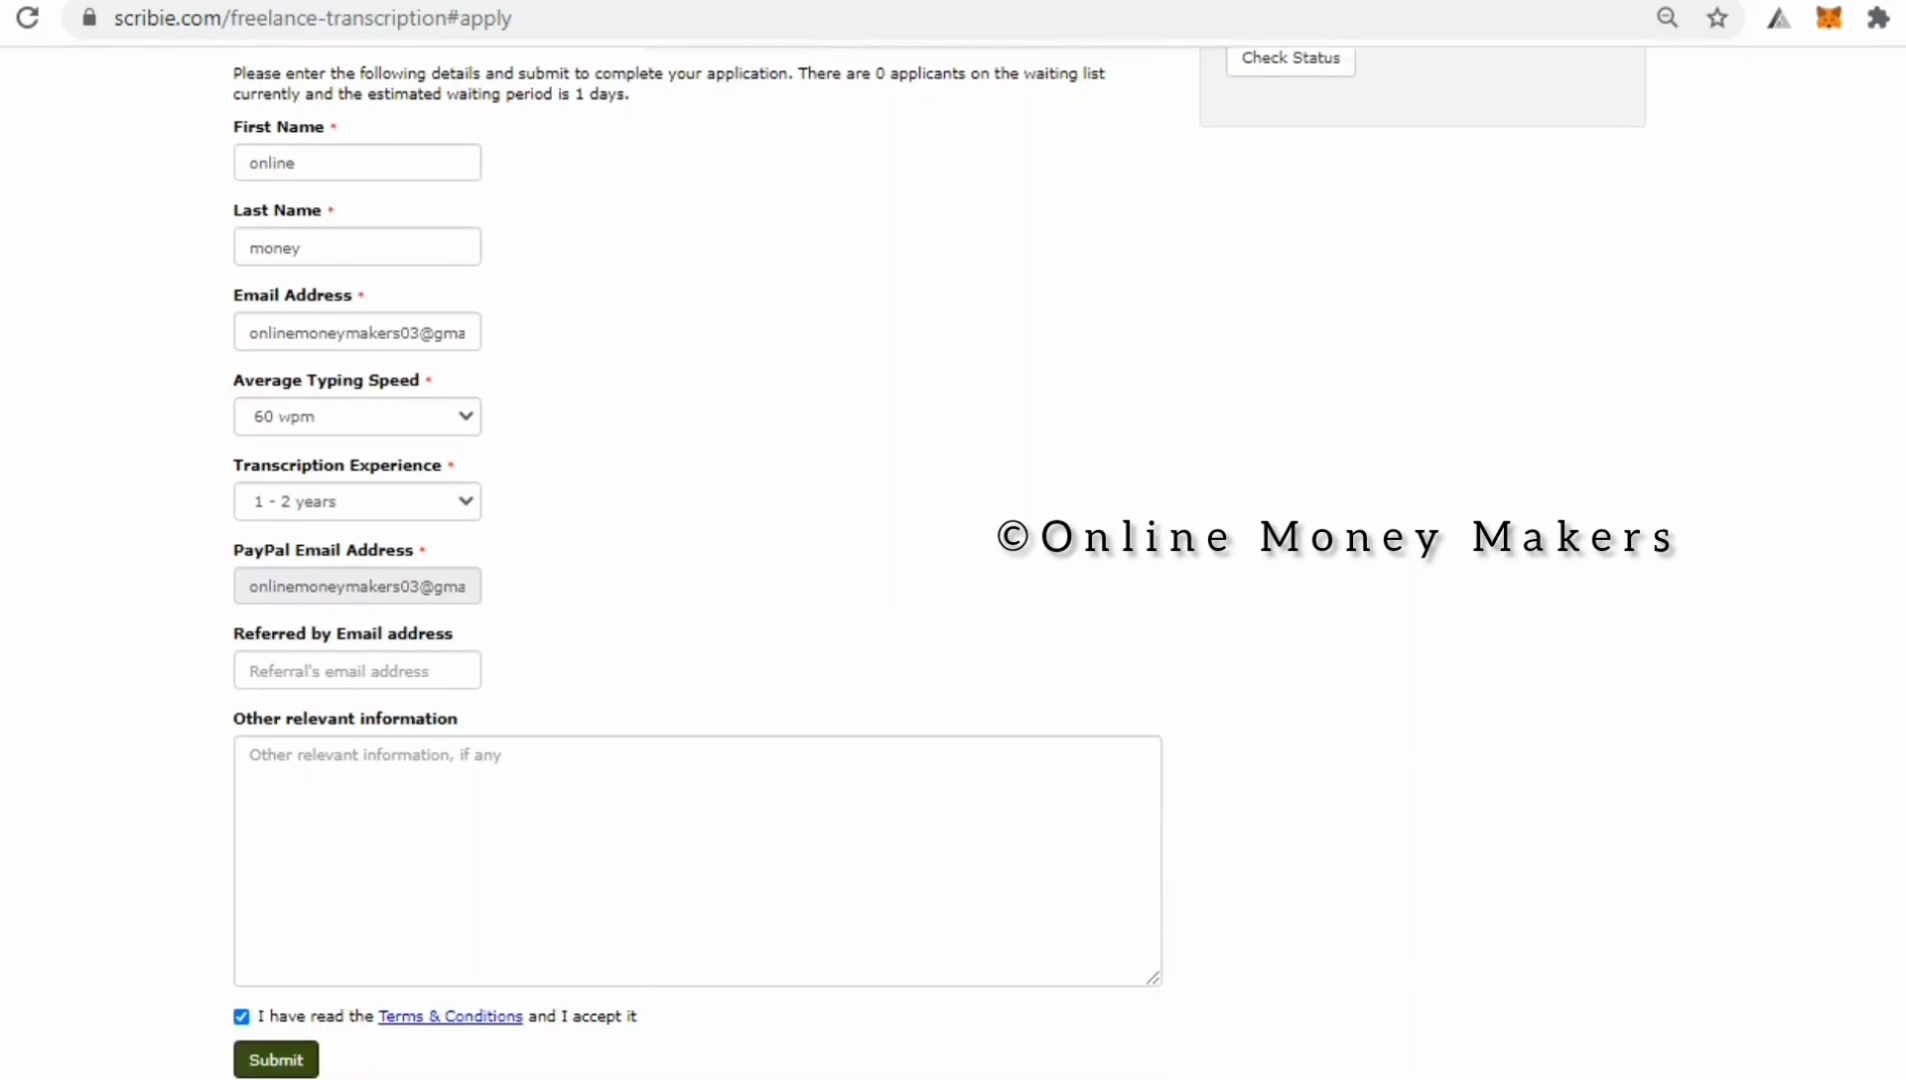 scribie.com/freelance-transcription#apply
Check Status
Please enter the following details and submit to complete your application. There are 0 applicants on the waiting list
currently and the estimated waiting period is 1 days.
First Name *
online
Last Name *
money
Email Address *
onlinemoneymakers03@gma
Average Typing Speed *
60 wpm
Transcription Experience *
1 - 2 years
©Online Money Makers
PayPal Email Address *
onlinemoneymakers03@gma
Referred by Email address
Referral's email address
Other relevant information
Other relevant information, if any
I have read the Terms & Conditions and I accept it
Submit